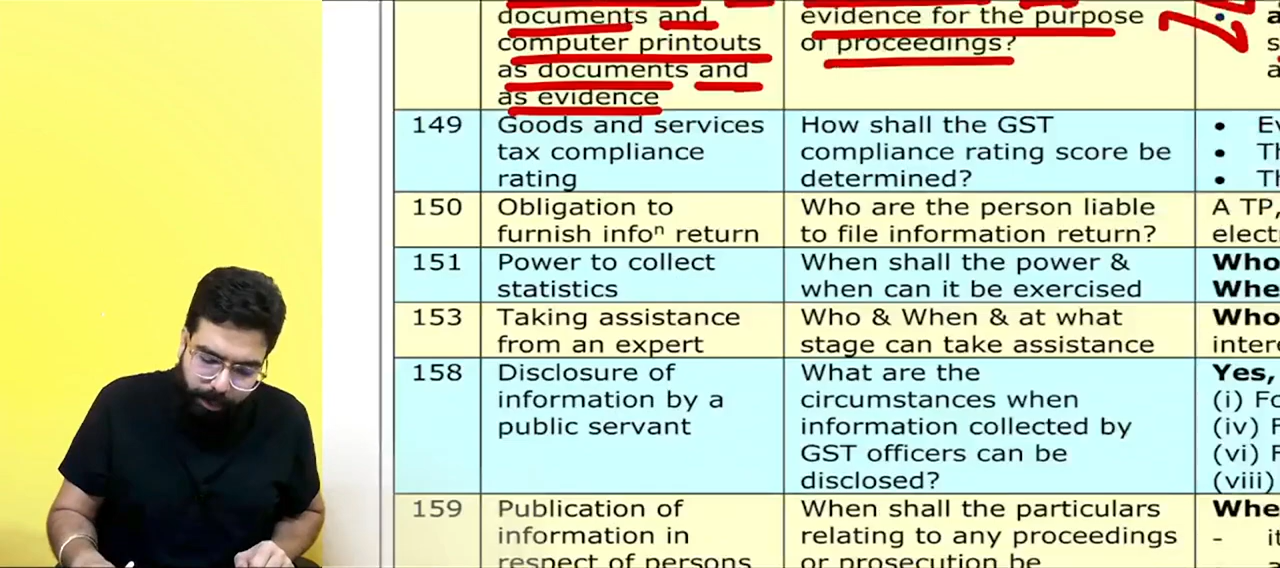 documents and
computer printouts
as documents and
as evidence
evidence for the purpose
of proceedings?
149
Goods and services
tax compliance
rating
How shall the GST
compliance rating score be
determined?
150
Obligation to
furnish infoⁿ return
Who are the person liable
to file information return?
A TP,
151
Power to collect
statistics
When shall the power &
when can it be exercised
Who
153
Taking assistance
from an expert
Who & When & at what
stage can take assistance
Who
158
Disclosure of
information by a
public servant
What are the
circumstances when
information collected by
GST officers can be
disclosed?
Yes,
(i)
(iv)
(vi)
(viii)
159
Publication of
information in
respect of persons
When shall the particulars
relating to any proceedings
or prosecution be
-